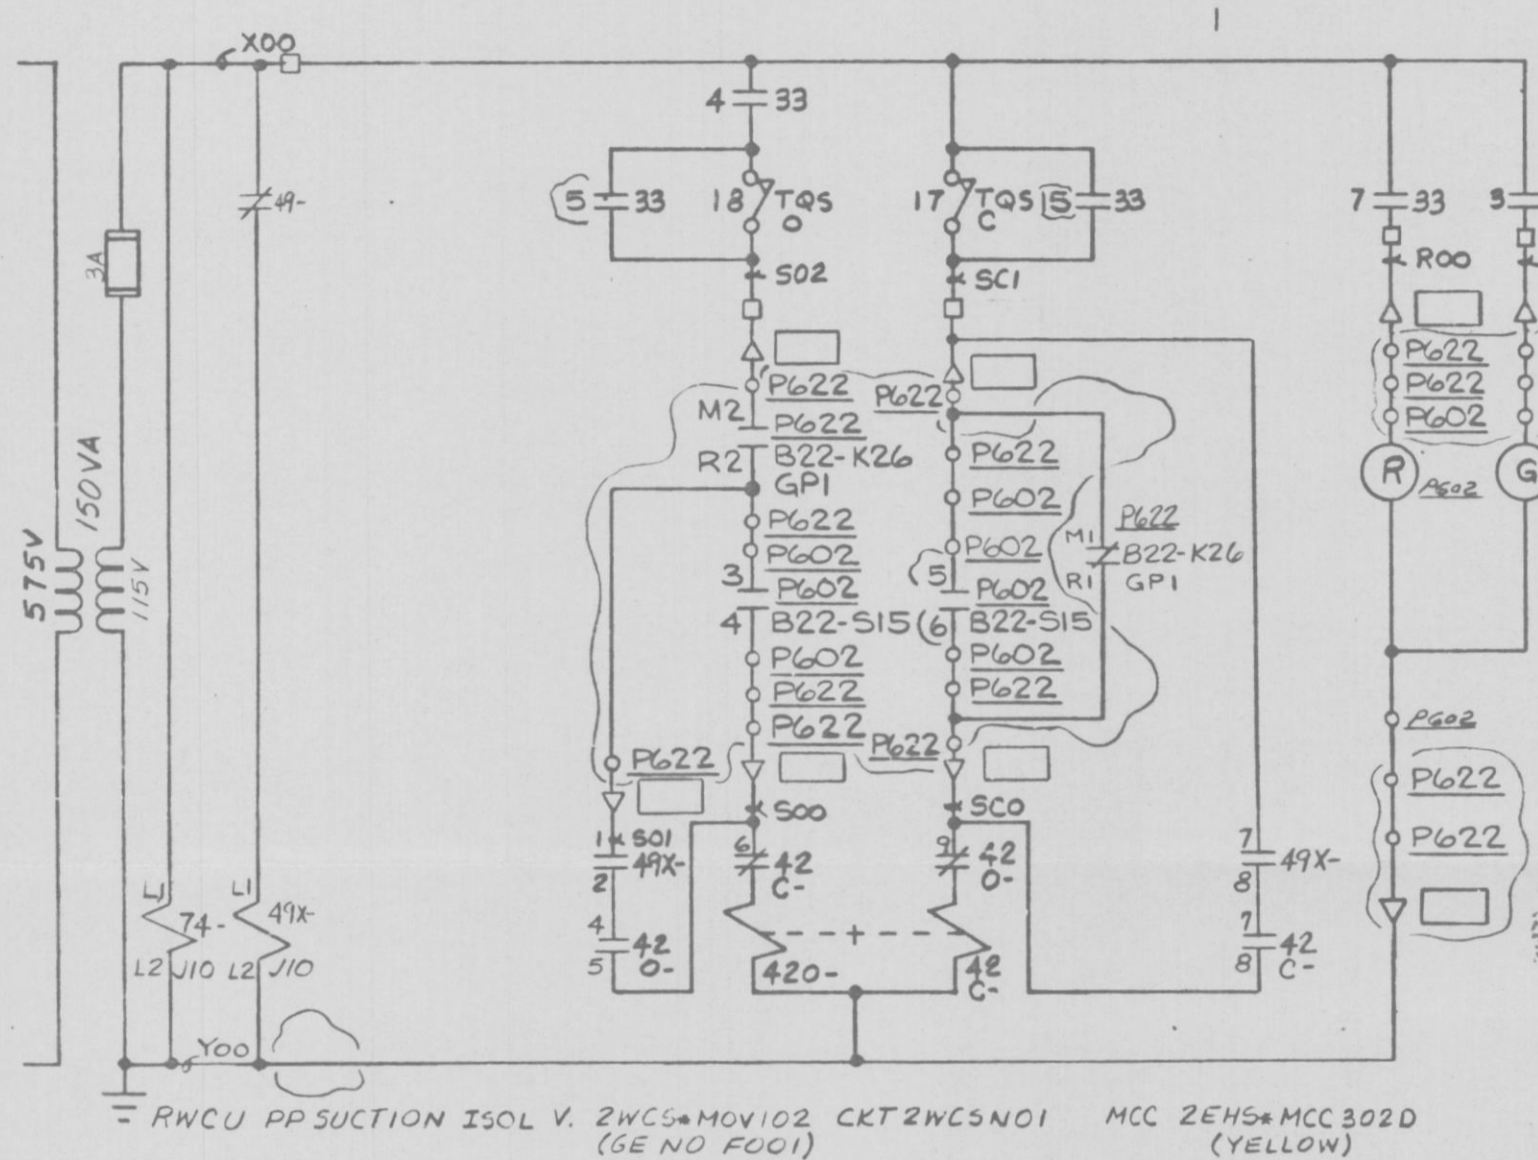 1
X00
4 33
5 33
18 TQS
O
17 TQS
C
15 33
7 33
49-
3A
S02
SC1
R00
P622
P622
P622
P622
P602
M2
P622
R2
B22-K26
GP1
P622
P602
R
P602
G
575V
150VA
115V
P622
P602
3
P602
4
B22-S15
P602
5
P602
6
B22-S15
M1
P622
B22-K26
R1
GP1
P602
P622
P622
P602
P622
P622
P602
P622
P622
P622
S00
SC0
1 S01
2 49X-
6 42
C-
9 42
O-
7
8 49X-
L1
74-
L2 J10
L1
49X-
L2 J10
4
5 42
O-
420-
42
C-
7
8 42
C-
Y00
RWCU PP SUCTION ISOL V. 2WCS*MOV102 CKT 2WCSN01 MCC 2EHS*MCC302D
(GE NO F001) (YELLOW)